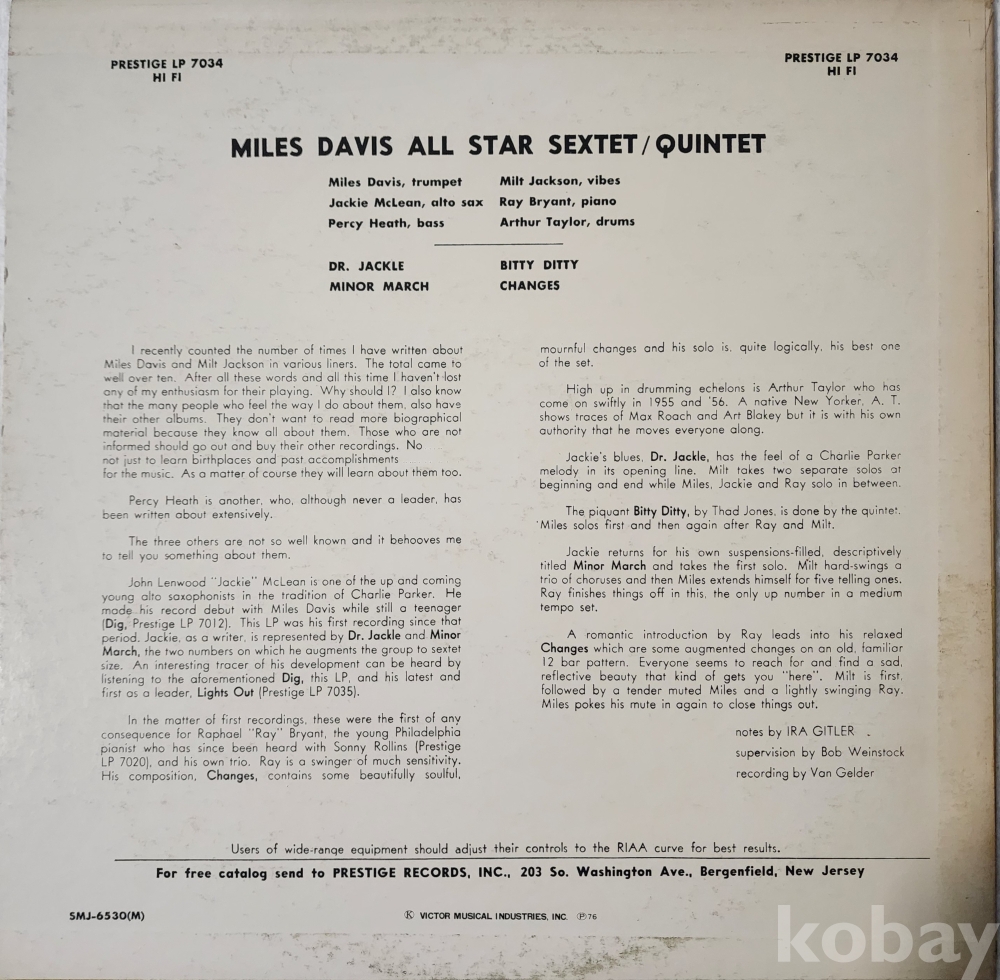 PRESTIGE LP 7034
HI FI
PRESTIGE LP 7034
HI FI
MILES DAVIS ALL STAR SEXTET/QUINTET
Miles Davis, trumpet
Milt Jackson, vibes
Jackie McLean, alto sax
Ray Bryant, piano
Percy Heath, bass
Arthur Taylor, drums
DR. JACKLE
BITTY DITTY
MINOR MARCH
CHANGES
I recently counted the number of times I have written about
Miles Davis and Milt Jackson in various liners. The total came to
well over ten. After all these words and all this time I haven't lost
any of my enthusiasm for their playing. Why should I? I also know
that the many people who feel the way I do about them, also have
their other albums. They don't want to read more biographical
material because they know all about them. Those who are not
informed should go out and buy their other recordings. No
not just to learn birthplaces and past accomplishments
for the music. As a matter of course they will learn about them too.
Percy Heath is another, who, although never a leader, has
been written about extensively.
The three others are not so well known and it behooves me
to tell you something about them.
John Lenwood "Jackie" McLean is one of the up and coming
young alto saxophonists in the tradition of Charlie Parker. He
made his record debut with Miles Davis while still a teenager
(Dig, Prestige LP 7012). This LP was his first recording since that
period. Jackie, as a writer, is represented by Dr. Jackle and Minor
March, the two numbers on which he augments the group to sextet
size. An interesting tracer of his development can be heard by
listening to the aforementioned Dig, this LP, and his latest and
first as a leader, Lights Out (Prestige LP 7035).
In the matter of first recordings, these were the first of any
consequence for Raphael "Ray" Bryant, the young Philadelphia
pianist who has since been heard with Sonny Rollins (Prestige
LP 7020), and his own trio. Ray is a swinger of much sensitivity.
His composition, Changes, contains some beautifully soulful,
mournful changes and his solo is, quite logically, his best one
of the set.
High up in drumming echelons is Arthur Taylor who has
come on swiftly in 1955 and '56. A native New Yorker, A. T.
shows traces of Max Roach and Art Blakey but it is with his own
authority that he moves everyone along.
Jackie's blues, Dr. Jackle, has the feel of a Charlie Parker
melody in its opening line. Milt takes two separate solos at
beginning and end while Miles, Jackie and Ray solo in between.
The piquant Bitty Ditty, by Thad Jones, is done by the quintet.
Miles solos first and then again after Ray and Milt.
Jackie returns for his own suspensions-filled, descriptively
titled Minor March and takes the first solo. Milt hard-swings a
trio of choruses and then Miles extends himself for five telling ones.
Ray finishes things off in this, the only up number in a medium
tempo set.
A romantic introduction by Ray leads into his relaxed
Changes which are some augmented changes on an old, familiar
12 bar pattern. Everyone seems to reach for and find a sad,
reflective beauty that kind of gets you "here". Milt is first,
followed by a tender muted Miles and a lightly swinging Ray.
Miles pokes his mute in again to close things out.
notes by IRA GITLER
supervision by Bob Weinstock
recording by Van Gelder
Users of wide-range equipment should adjust their controls to the RIAA curve for best results.
For free catalog send to PRESTIGE RECORDS, INC., 203 So. Washington Ave., Bergenfield, New Jersey
SMJ-6530(M)
Ⓚ VICTOR MUSICAL INDUSTRIES, INC. ℗76
kobay